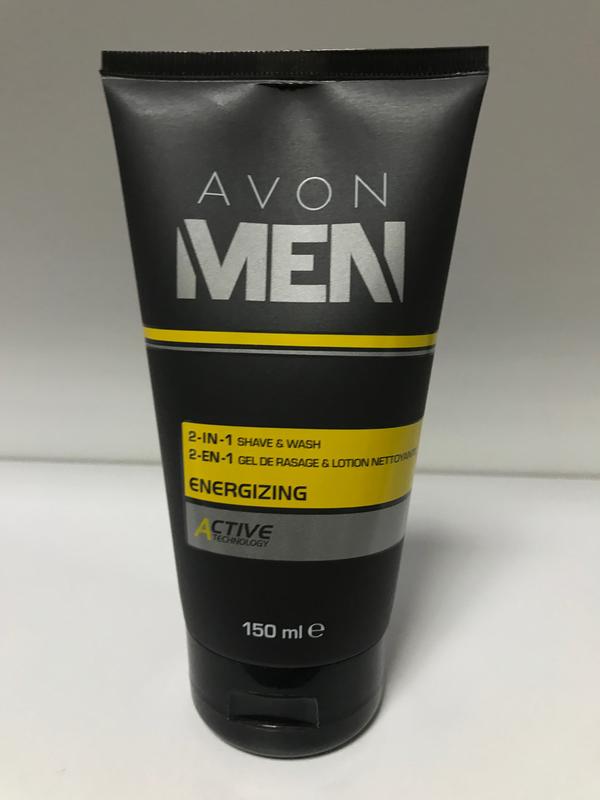 AVON
MEN
2-IN-1 SHAVE & WASH
2-EN-1 GEL DE RASAGE & LOTION NETTOYANTE
ENERGIZING
ACTIVE
TECHNOLOGY
150 ml ℮